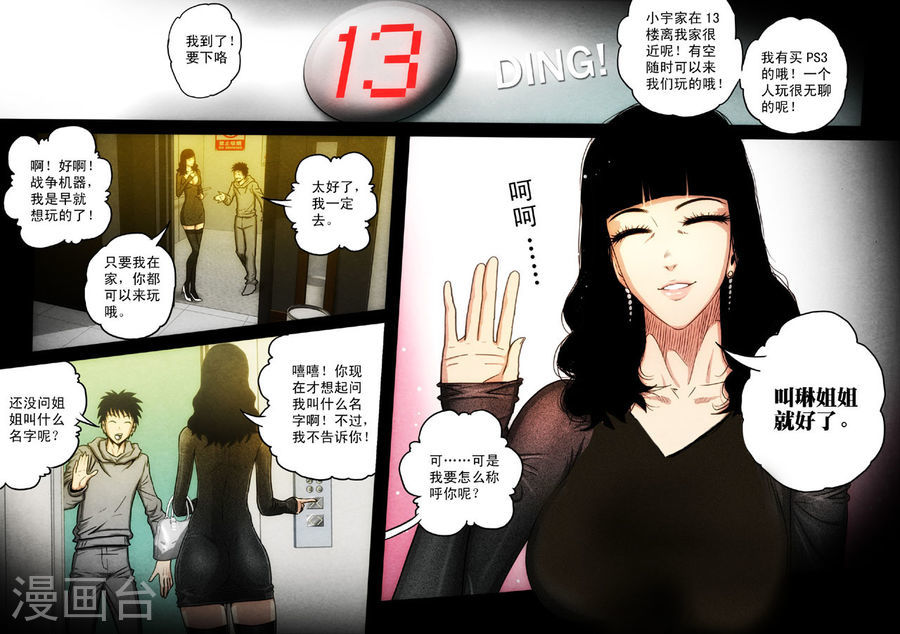 我到了！
要下咯
13
DING!
小宇家在 13
楼离我家很
近呢！有空
随时可以来
我们玩的哦！
我有买 PS3
的哦！一个
人玩很无聊
的呢！
啊！好啊！
战争机器，
我是早就
想玩的了！
太好了，
我一定
去。
只要我在
家，你都
可以来玩
哦。
还没问姐
姐叫什么
名字呢？
嘻嘻！你现
在才想起问
我叫什么名
字啊！不过，
我不告诉你！
呵呵……
可……可是
我要怎么称
呼你呢？
叫琳姐姐
就好了。
漫画台